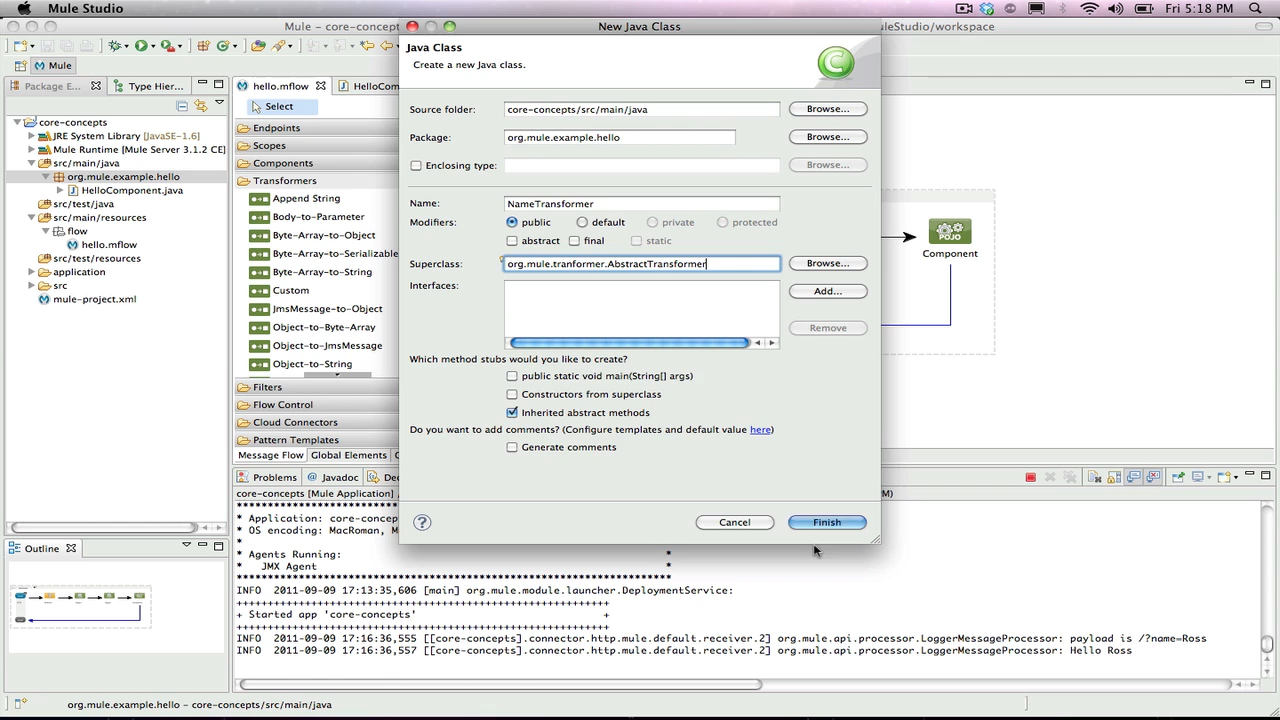 Mule Studio
Fri 5:18 PM
Mule – core-conce
New Java Class
uleStudio/workspace
Mule
Package E...
Type Hier...
hello.mflow
HelloCom
Java Class
Create a new Java class.
core-concepts
JRE System Library [JavaSE-1.6]
Mule Runtime [Mule Server 3.1.2 CE]
src/main/java
org.mule.example.hello
HelloComponent.java
src/test/java
src/main/resources
flow
hello.mflow
src/test/resources
application
src
mule-project.xml
Select
Endpoints
Scopes
Components
Transformers
Append String
Body-to-Parameter
Byte-Array-to-Object
Byte-Array-to-Serializable
Byte-Array-to-String
Custom
JmsMessage-to-Object
Object-to-Byte-Array
Object-to-JmsMessage
Object-to-String
Filters
Flow Control
Cloud Connectors
Pattern Templates
Message Flow
Global Elements
Source folder:
core-concepts/src/main/java
Browse...
Package:
org.mule.example.hello
Browse...
Enclosing type:
Browse...
Name:
NameTransformer
Modifiers:
public
default
private
protected
abstract
final
static
Superclass:
org.mule.tranformer.AbstractTransformer
Browse...
Interfaces:
Add...
Remove
Which method stubs would you like to create?
public static void main(String[] args)
Constructors from superclass
Inherited abstract methods
Do you want to add comments? (Configure templates and default value here)
Generate comments
Cancel
Finish
POJO
Component
Problems
Javadoc
Dec
core-concepts [Mule Application]
M)
* Application: core-concep
* OS encoding: MacRoman, M
*
* Agents Running: *
* JMX Agent *
INFO 2011-09-09 17:13:35,606 [main] org.mule.module.launcher.DeploymentService:
+ Started app 'core-concepts' +
INFO 2011-09-09 17:16:36,555 [[core-concepts].connector.http.mule.default.receiver.2] org.mule.api.processor.LoggerMessageProcessor: payload is /?name=Ross
INFO 2011-09-09 17:16:36,557 [[core-concepts].connector.http.mule.default.receiver.2] org.mule.api.processor.LoggerMessageProcessor: Hello Ross
Outline
org.mule.example.hello – core-concepts/src/main/java